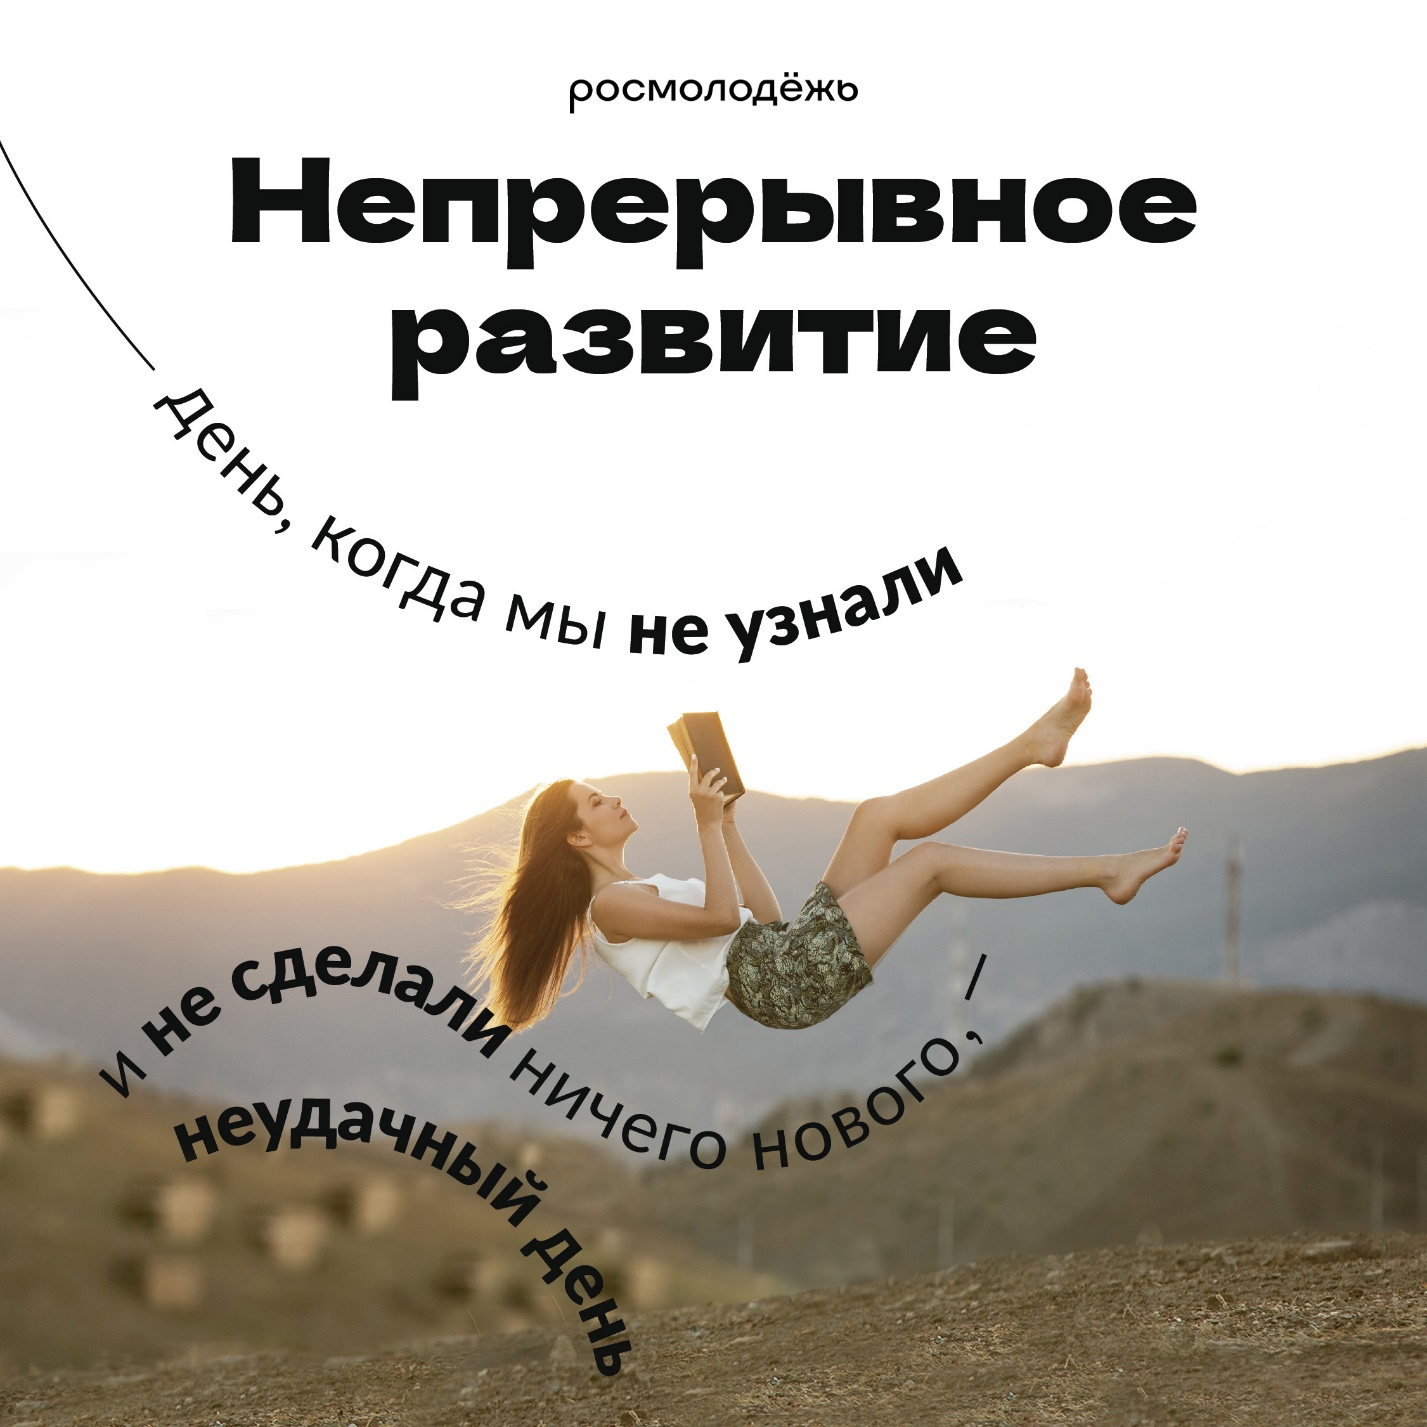 росмолодёжь
Непрерывное
развитие
день, когда мы не узнали
и не сделали ничего нового, —
неудачный день